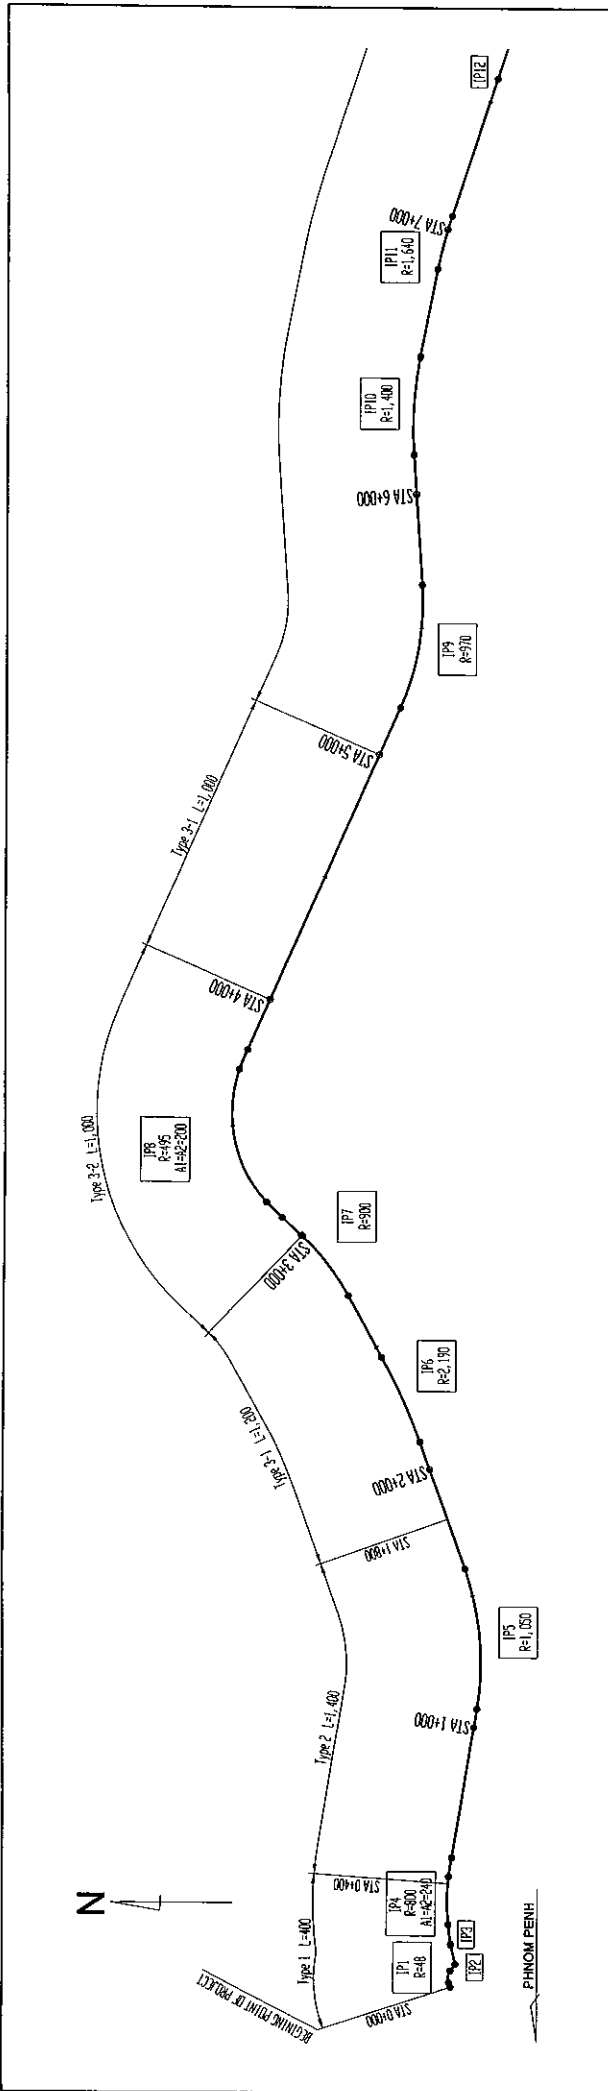 N
BEGINING POINT OF PROJECT
PHNOM PENH
STA 0+000
Type 1 L=400
IP1
R=48
IP2
IP3
IP4
R=800
A1=A2=240
STA 0+400
Type 2 L=1,400
STA 1+000
IP5
R=1,050
STA 1+800
Type 3-1 L=1,200
STA 2+000
IP6
R=2,190
IP7
R=900
STA 3+000
Type 3-2 L=1,000
IP8
R=495
A1=A2=200
STA 4+000
Type 3-1 L=1,000
STA 5+000
IP9
R=970
STA 6+000
IP10
R=1,400
IP11
R=1,640
STA 7+000
IP12